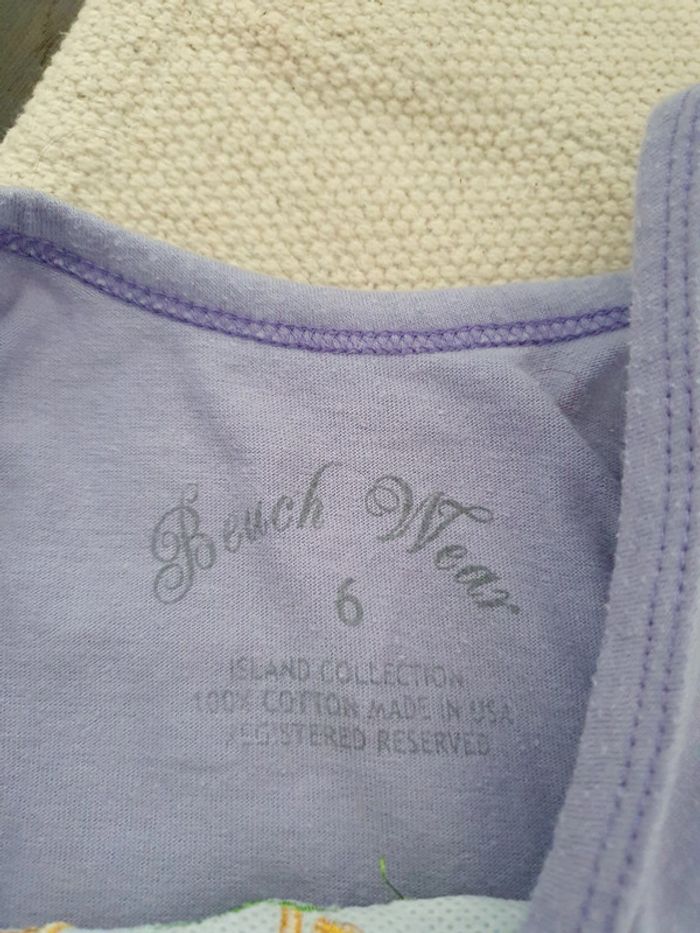 Beach Wear
6
ISLAND COLLECTION
100% COTTON MADE IN USA
REGISTERED RESERVED